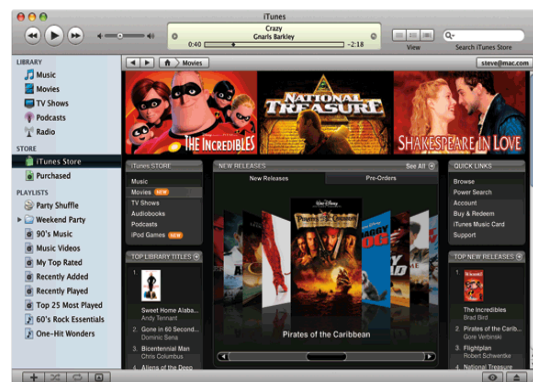 iTunes
Crazy
Gnarls Barkley
0:40
-2:18
View
Search iTunes Store
LIBRARY
Music
Movies
TV Shows
Podcasts
Radio
STORE
iTunes Store
Purchased
PLAYLISTS
Party Shuffle
Weekend Party
90's Music
Music Videos
My Top Rated
Recently Added
Recently Played
Top 25 Most Played
60's Rock Essentials
One-Hit Wonders
Movies
steve@mac.com
THE INCREDIBLES
NATIONAL TREASURE
SHAKESPEARE IN LOVE
iTunes STORE
Music
Movies NEW
TV Shows
Audiobooks
Podcasts
iPod Games NEW
TOP LIBRARY TITLES
1.
Sweet Home Alaba...
Andy Tennant
2. Gone in 60 Second...
Dominic Sena
3. Bicentennial Man
Chris Columbus
4. Aliens of the Deep
NEW RELEASES
See All
New Releases
Pre-Orders
Pirates of the Caribbean
QUICK LINKS
Browse
Power Search
Account
Buy & Redeem
iTunes Music Card
Support
TOP NEW RELEASES
1.
The Incredibles
Brad Bird
2. Pirates of the Carib...
Gore Verbinski
3. Flightplan
Robert Schwentke
4. National Treasure